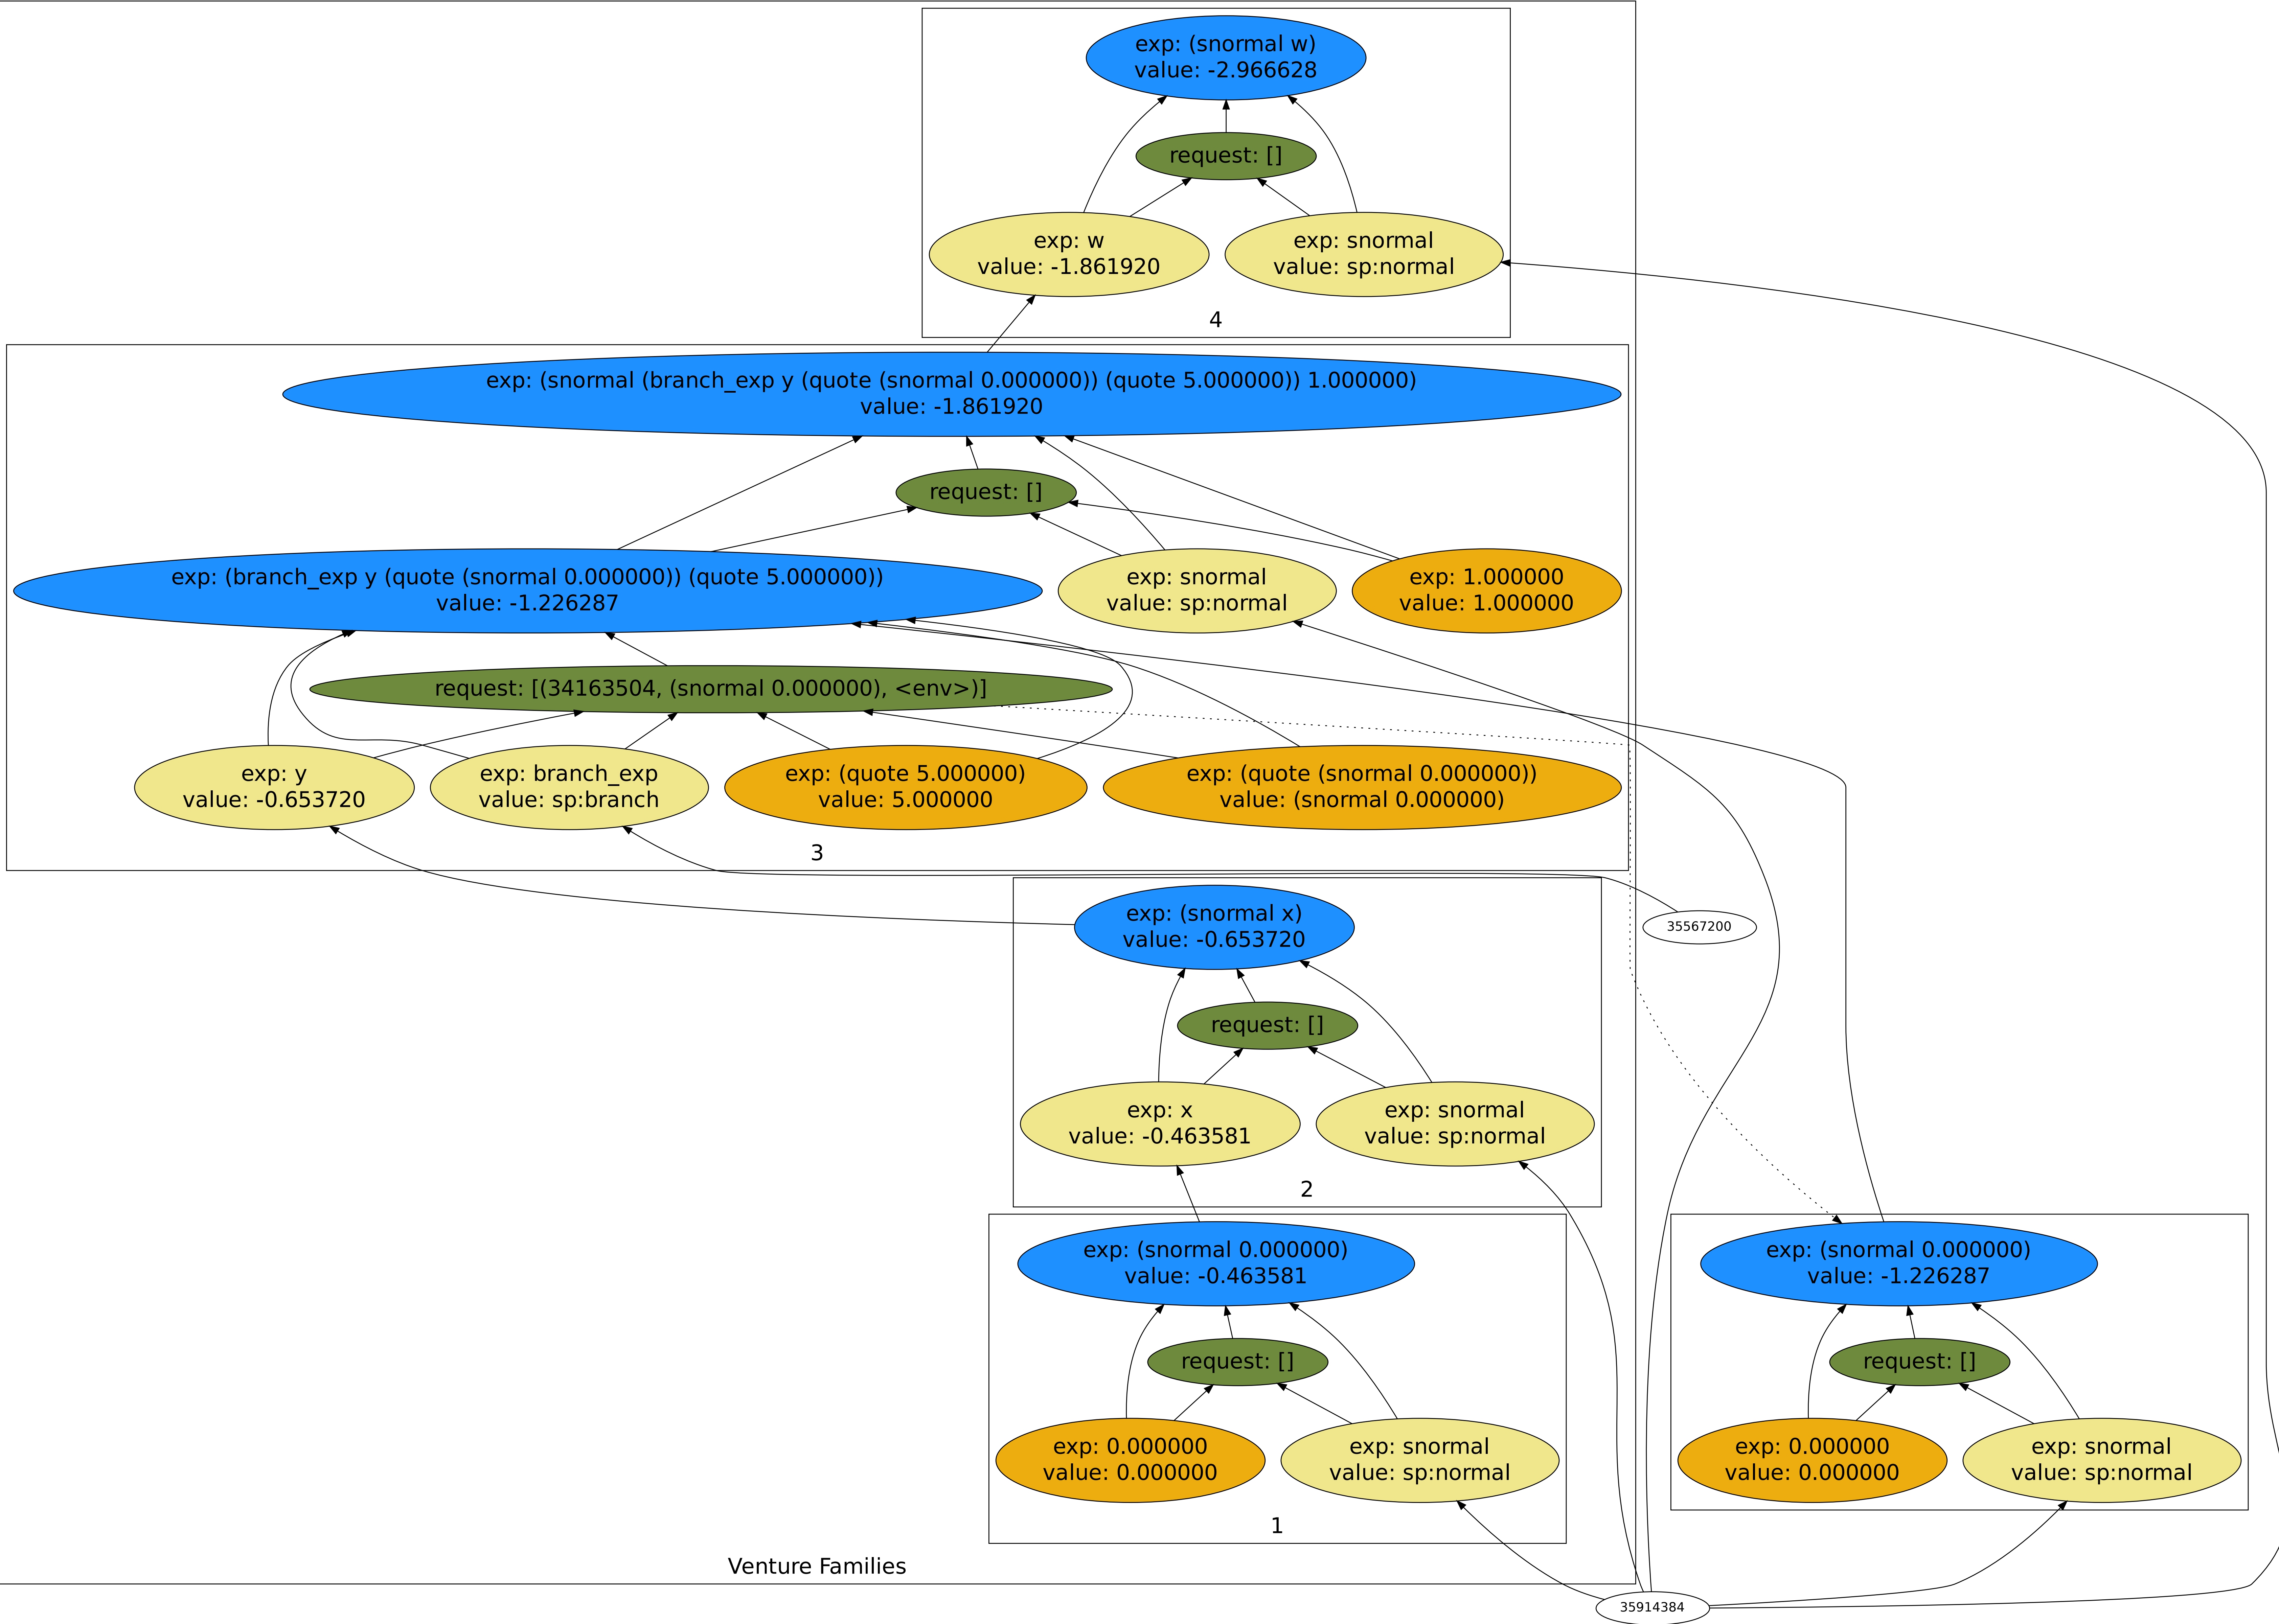 exp: (snormal w)
value: -2.966628
request: []
exp: w
value: -1.861920
exp: snormal
value: sp:normal
4
exp: (snormal (branch_exp y (quote (snormal 0.000000)) (quote 5.000000)) 1.000000)
value: -1.861920
request: []
exp: (branch_exp y (quote (snormal 0.000000)) (quote 5.000000))
value: -1.226287
exp: snormal
value: sp:normal
exp: 1.000000
value: 1.000000
request: [(34163504, (snormal 0.000000), <env>)]
exp: y
value: -0.653720
exp: branch_exp
value: sp:branch
exp: (quote 5.000000)
value: 5.000000
exp: (quote (snormal 0.000000))
value: (snormal 0.000000)
3
exp: (snormal x)
value: -0.653720
35567200
request: []
exp: x
value: -0.463581
exp: snormal
value: sp:normal
2
exp: (snormal 0.000000)
value: -0.463581
request: []
exp: 0.000000
value: 0.000000
exp: snormal
value: sp:normal
1
exp: (snormal 0.000000)
value: -1.226287
request: []
exp: 0.000000
value: 0.000000
exp: snormal
value: sp:normal
Venture Families
35914384